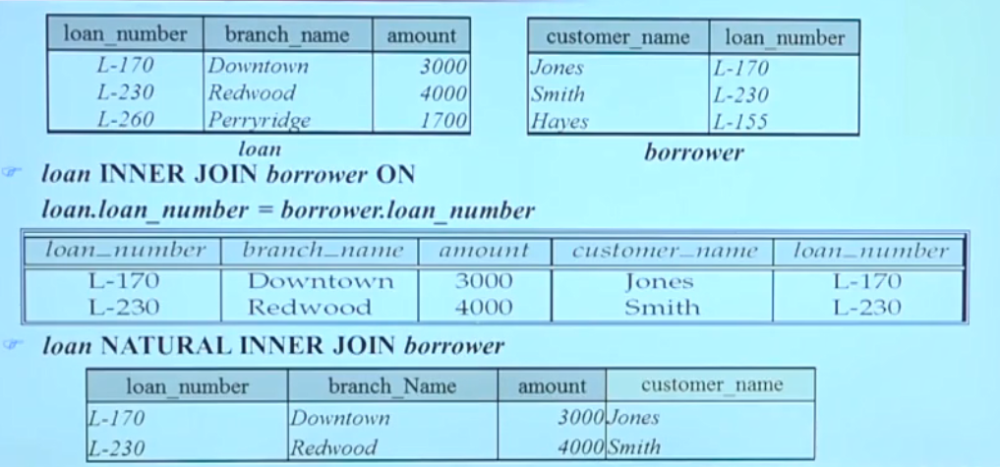 loan_number branch_name amount customer_name loan_number
L-170 Downtown 3000 Jones L-170
L-230 Redwood 4000 Smith L-230
L-260 Perryridge 1700 Hayes L-155
loan borrower
loan INNER JOIN borrower ON
loan.loan_number = borrower.loan_number
loan_number branch_name amount customer_name loan_number
L-170 Downtown 3000 Jones L-170
L-230 Redwood 4000 Smith L-230
loan NATURAL INNER JOIN borrower
loan_number branch_Name amount customer_name
L-170 Downtown 3000 Jones
L-230 Redwood 4000 Smith